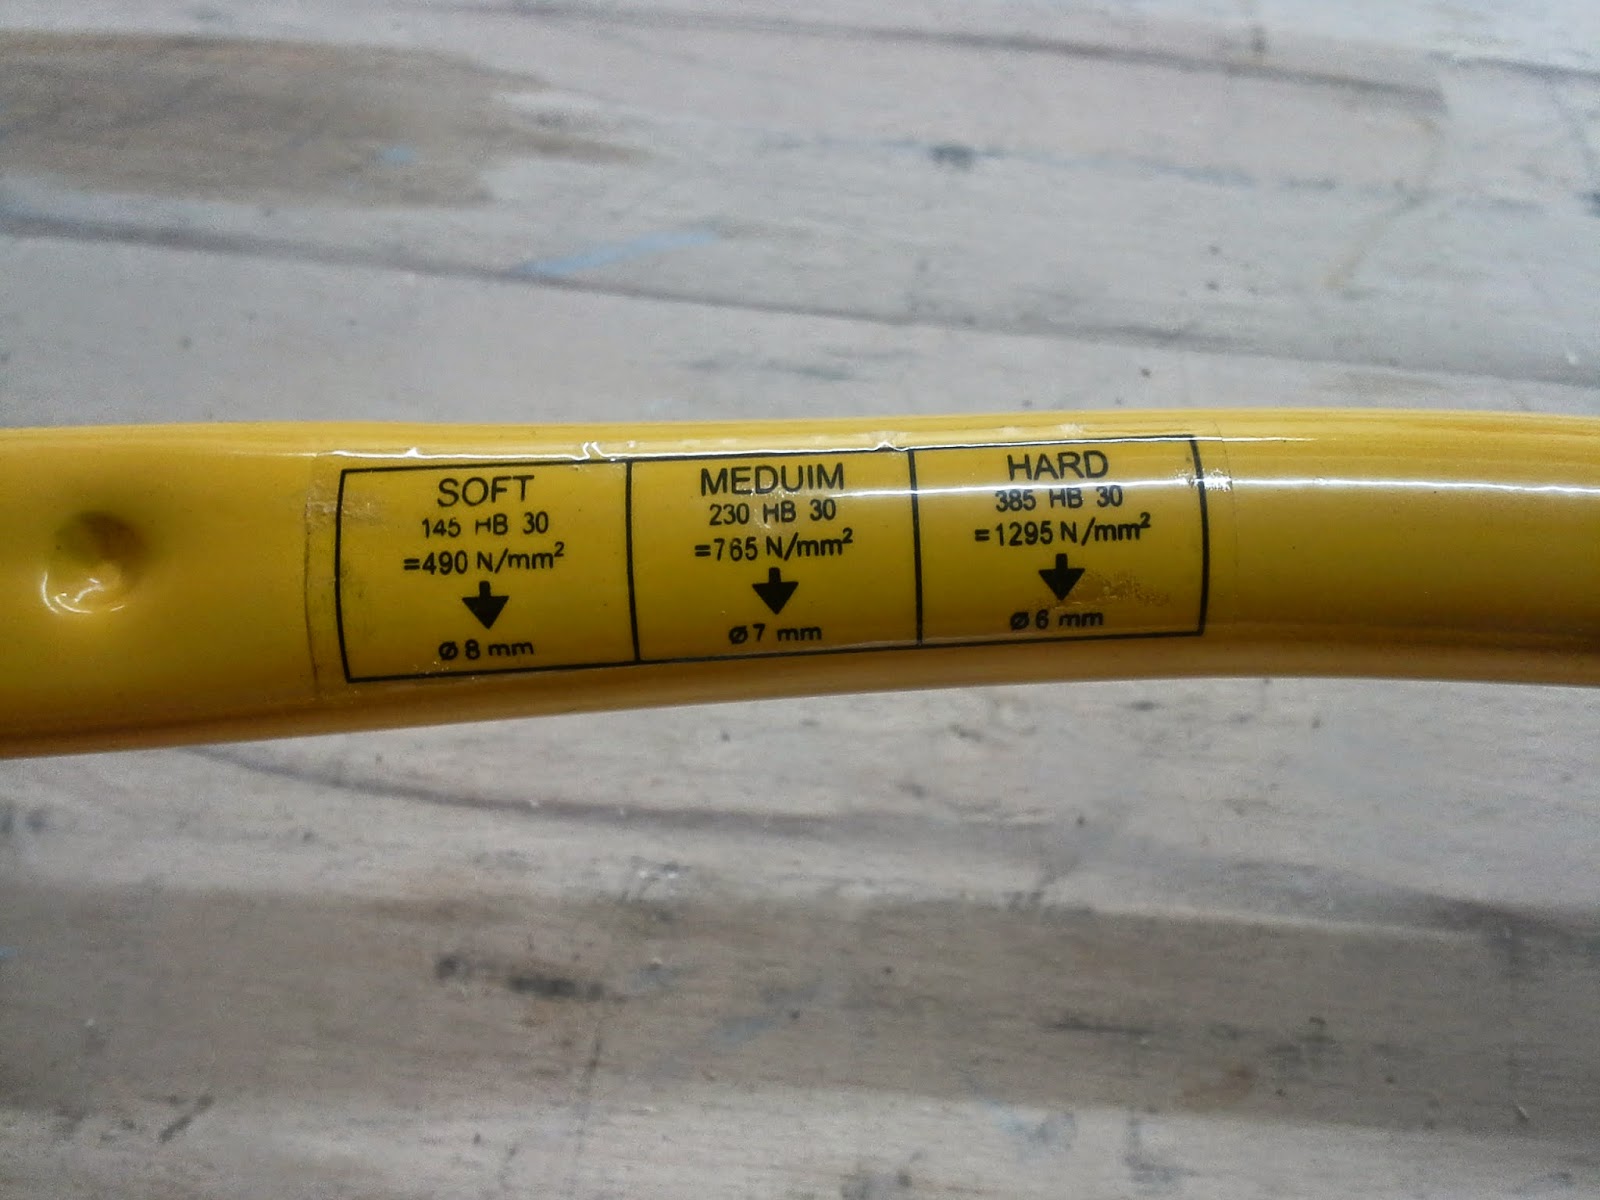 SOFT
145 HB 30
=490 N/mm²
Ø 8 mm
MEDUIM
230 HB 30
=765 N/mm²
Ø 7 mm
HARD
385 HB 30
=1295 N/mm²
Ø 6 mm